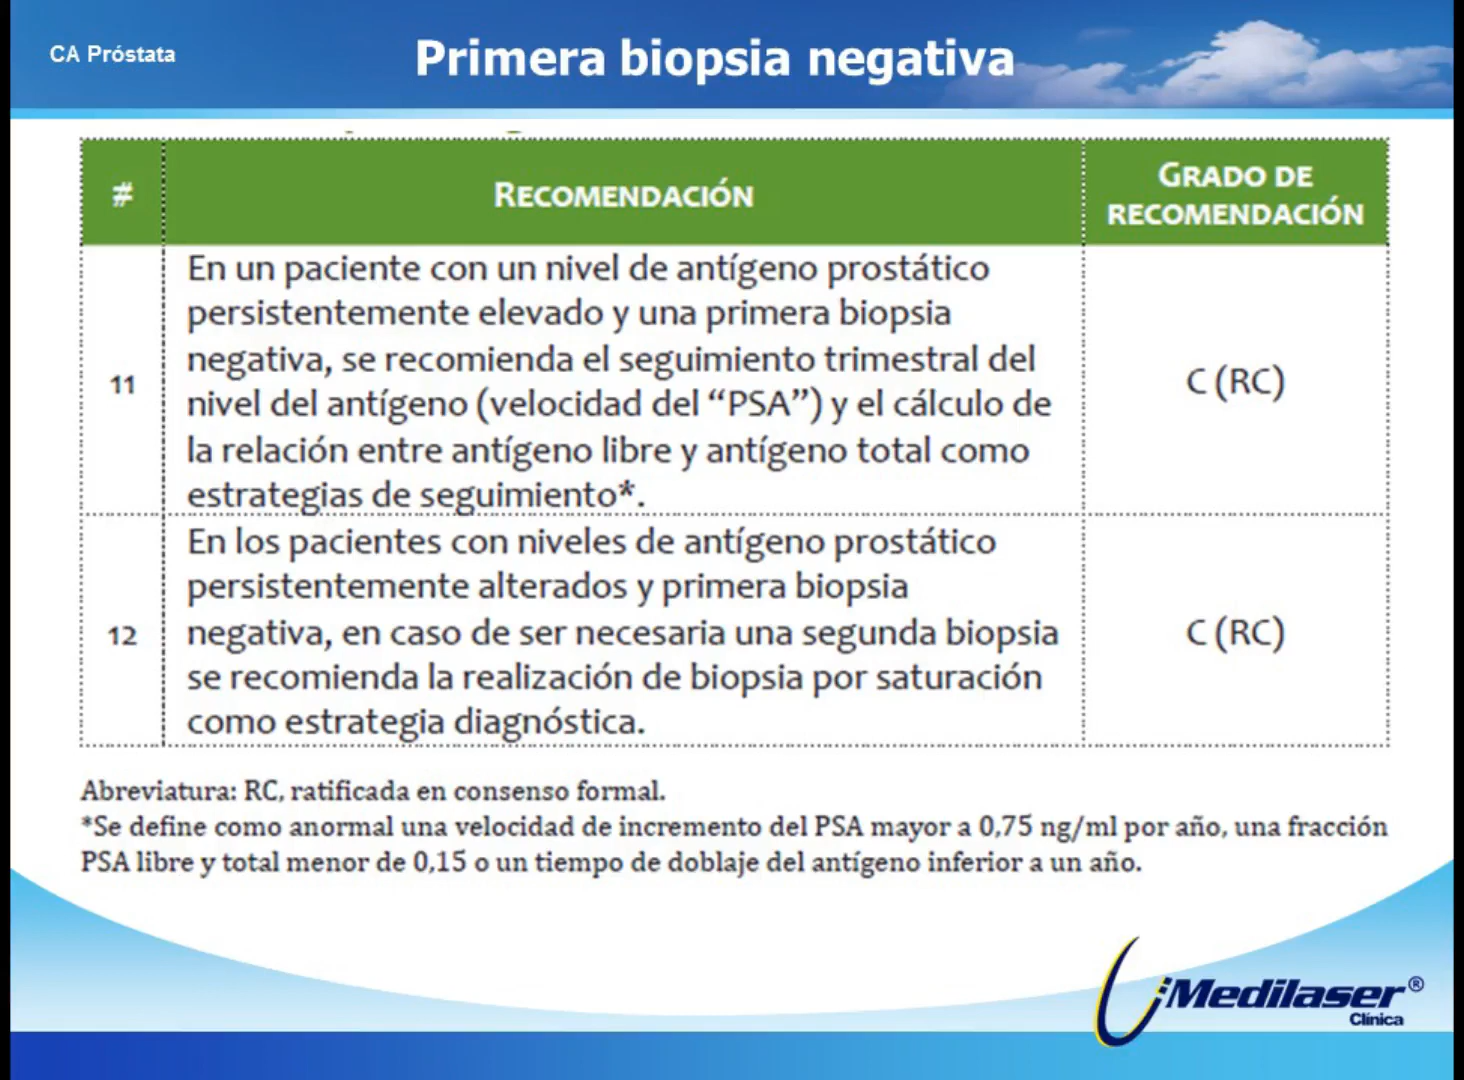 CA Próstata
Primera biopsia negativa
#
RECOMENDACIÓN
GRADO DE
RECOMENDACIÓN
11
En un paciente con un nivel de antígeno prostático
persistentemente elevado y una primera biopsia
negativa, se recomienda el seguimiento trimestral del
nivel del antígeno (velocidad del “PSA”) y el cálculo de
la relación entre antígeno libre y antígeno total como
estrategias de seguimiento*.
C (RC)
12
En los pacientes con niveles de antígeno prostático
persistentemente alterados y primera biopsia
negativa, en caso de ser necesaria una segunda biopsia
se recomienda la realización de biopsia por saturación
como estrategia diagnóstica.
C (RC)
Abreviatura: RC, ratificada en consenso formal.
*Se define como anormal una velocidad de incremento del PSA mayor a 0,75 ng/ml por año, una fracción
PSA libre y total menor de 0,15 o un tiempo de doblaje del antígeno inferior a un año.
Medilaser®
Clínica